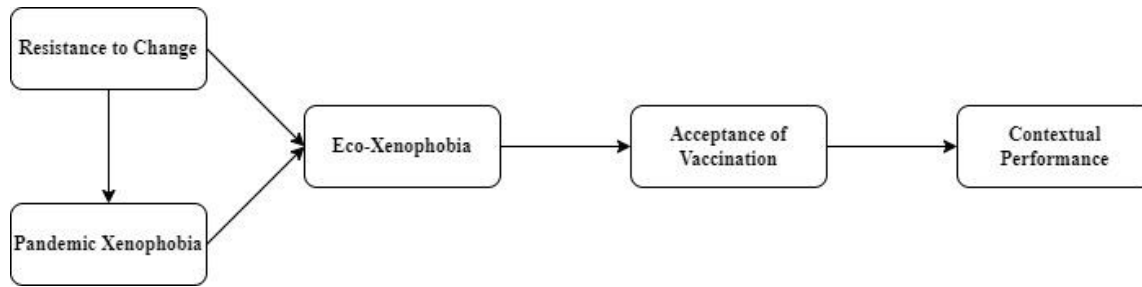 Resistance to Change
Pandemic Xenophobia
Eco-Xenophobia
Acceptance of
Vaccination
Contextual
Performance